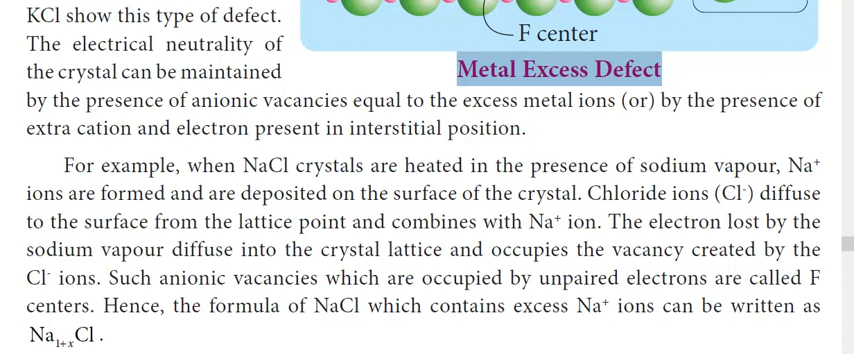 KCl show this type of defect.
The electrical neutrality of
the crystal can be maintained
F center
Metal Excess Defect
by the presence of anionic vacancies equal to the excess metal ions (or) by the presence of
extra cation and electron present in interstitial position.
For example, when NaCl crystals are heated in the presence of sodium vapour, Na⁺
ions are formed and are deposited on the surface of the crystal. Chloride ions (Cl⁻) diffuse
to the surface from the lattice point and combines with Na⁺ ion. The electron lost by the
sodium vapour diffuse into the crystal lattice and occupies the vacancy created by the
Cl⁻ ions. Such anionic vacancies which are occupied by unpaired electrons are called F
centers. Hence, the formula of NaCl which contains excess Na⁺ ions can be written as
Na₁₊ₓCl .